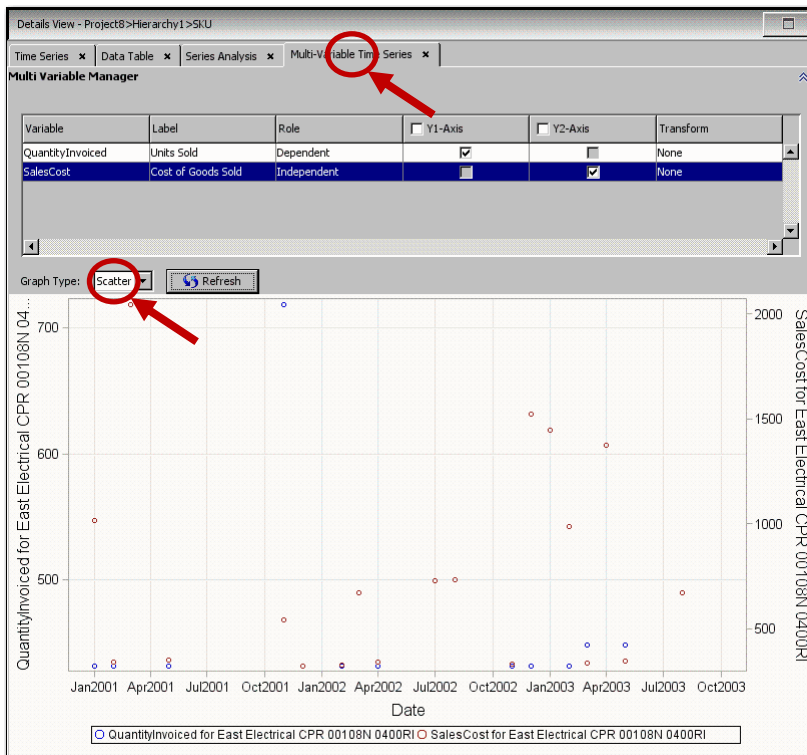 Details View - Project8>Hierarchy1>SKU
Time Series × Data Table × Series Analysis × Multi-Variable Time Series ×
Multi Variable Manager
Variable Label Role Y1-Axis Y2-Axis Transform
QuantityInvoiced Units Sold Dependent None
SalesCost Cost of Goods Sold Independent None
Graph Type: Scatter Refresh
QuantityInvoiced for East Electrical CPR 00108N 04...
700
600
500
2000
1500
1000
500
SalesCost for East Electrical CPR 00108N 0400RI
Jan2001 Apr2001 Jul2001 Oct2001 Jan2002 Apr2002 Jul2002 Oct2002 Jan2003 Apr2003 Jul2003 Oct2003
Date
QuantityInvoiced for East Electrical CPR 00108N 0400RI SalesCost for East Electrical CPR 00108N 0400RI